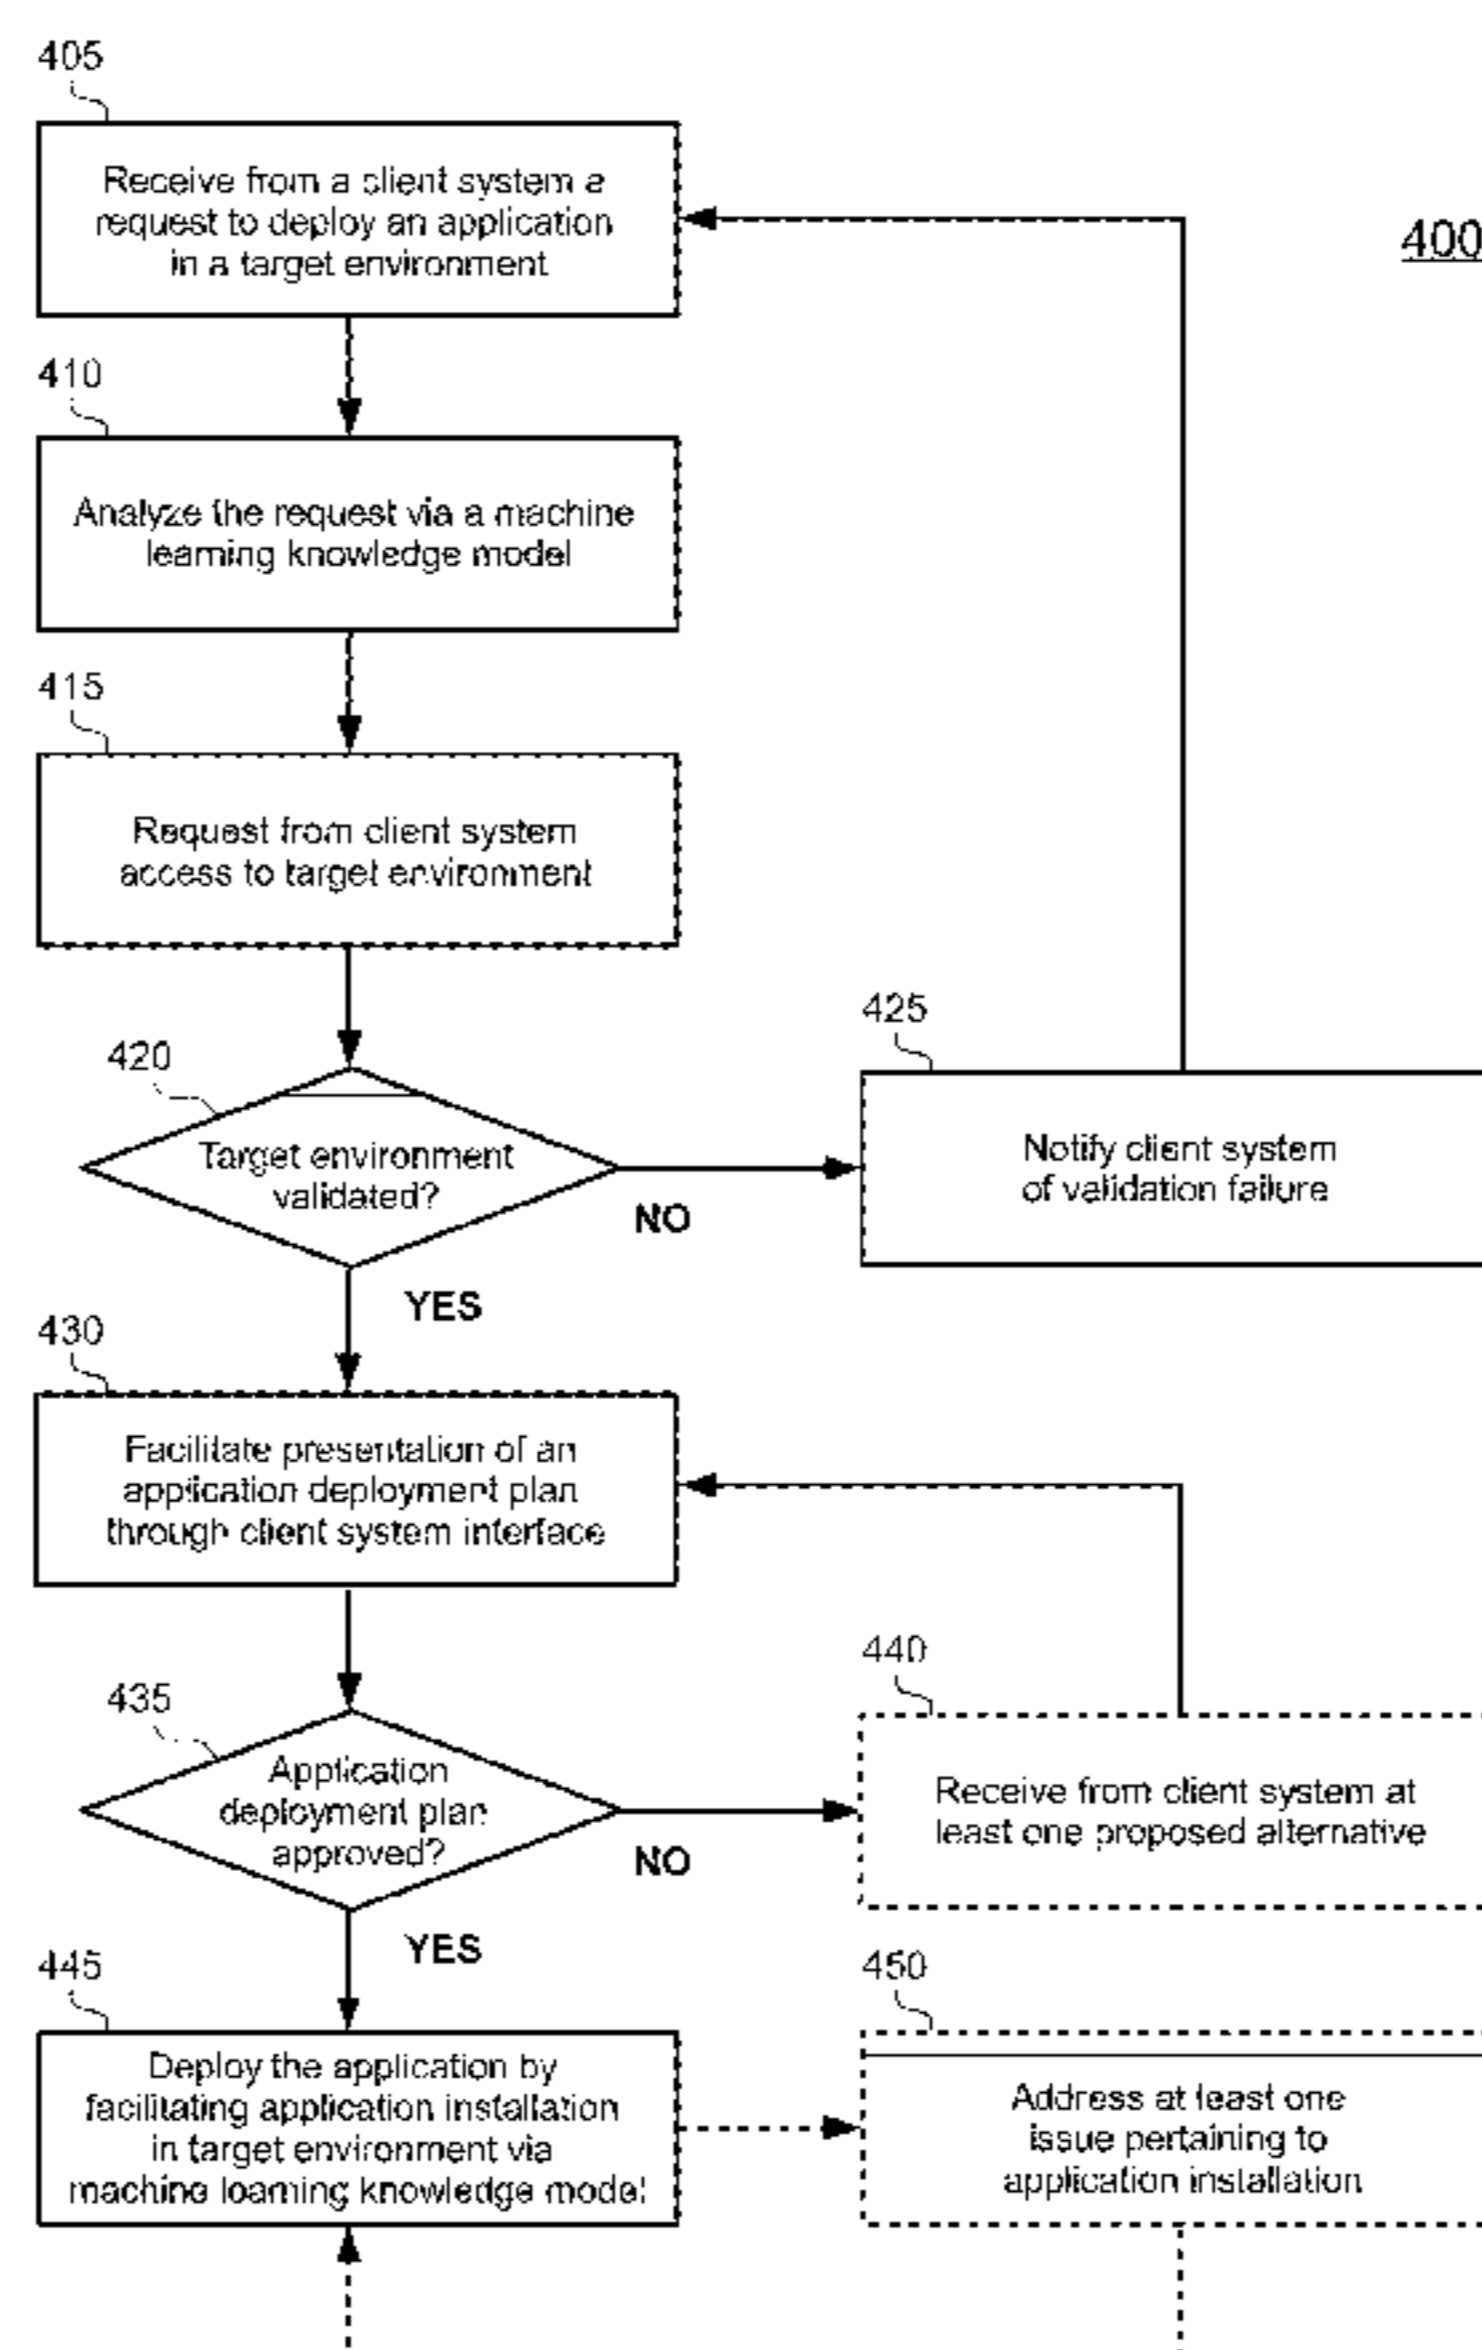 405
Receive from a client system a
request to deploy an application
in a target environment
400
410
Analyze the request via a machine
learning knowledge model
415
Request from client system
access to target environment
420
Target environment
validated?
NO
YES
425
Notify client system
of validation failure
430
Facilitate presentation of an
application deployment plan
through client system interface
435
Application
deployment plan
approved?
NO
YES
440
Receive from client system at
least one proposed alternative
445
Deploy the application by
facilitating application installation
in target environment via
machine learning knowledge model
450
Address at least one
issue pertaining to
application installation